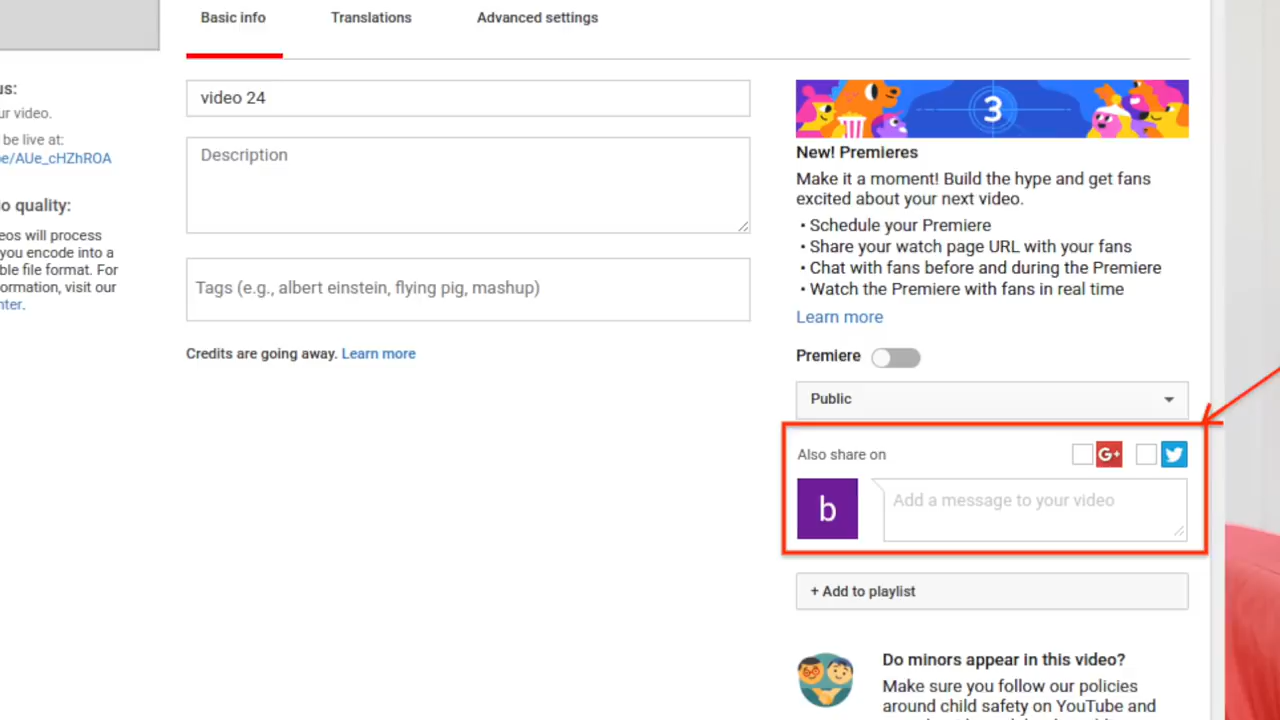 Basic info
Translations
Advanced settings
us:
ur video.
be live at:
be/AUe_cHZhROA
o quality:
eos will process
you encode into a
ble file format. For
ormation, visit our
nter.
video 24
Description
Tags (e.g., albert einstein, flying pig, mashup)
Credits are going away. Learn more
3
New! Premieres
Make it a moment! Build the hype and get fans
excited about your next video.
• Schedule your Premiere
• Share your watch page URL with your fans
• Chat with fans before and during the Premiere
• Watch the Premiere with fans in real time
Learn more
Premiere
Public
Also share on
G+
b
Add a message to your video
+ Add to playlist
Do minors appear in this video?
Make sure you follow our policies
around child safety on YouTube and